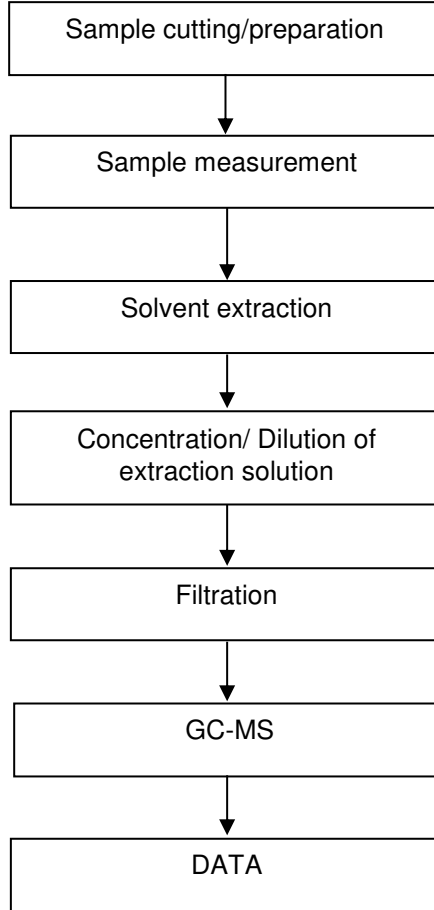 Sample cutting/preparation
Sample measurement
Solvent extraction
Concentration/ Dilution of
extraction solution
Filtration
GC-MS
DATA